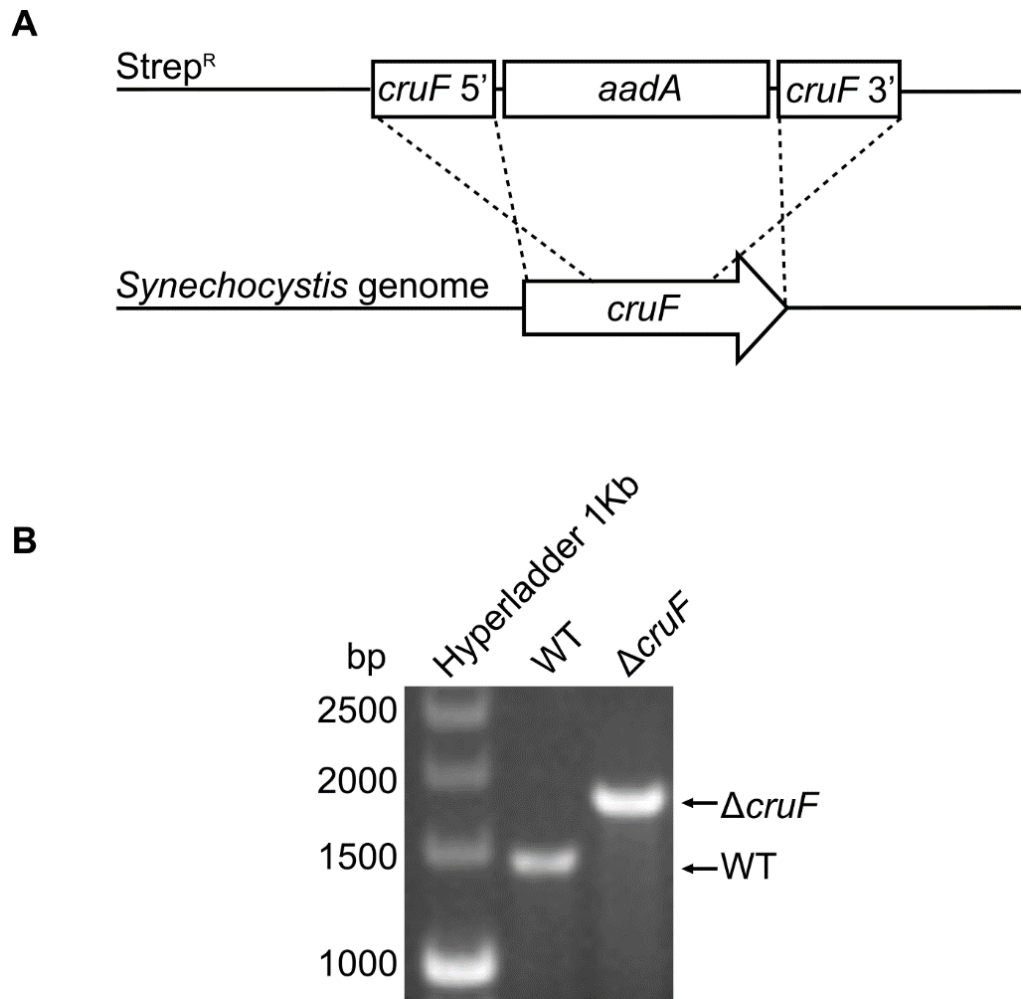 A
Strep^R
cruF 5’
aadA
cruF 3’
Synechocystis genome
cruF
B
bp
Hyperladder 1Kb
WT
ΔcruF
2500
2000
1500
1000
ΔcruF
WT